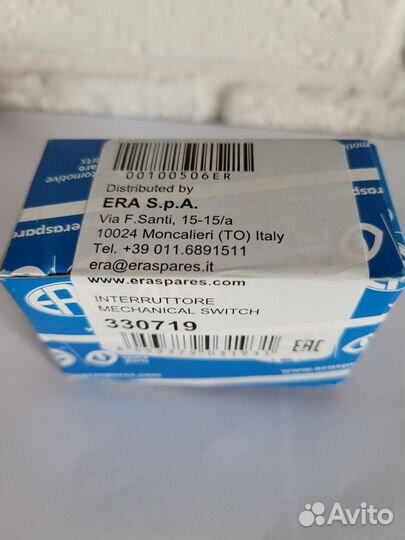 00100506ER
Distributed by
ERA S.p.A.
Via F.Santi, 15-15/a
10024 Moncalieri (TO) Italy
Tel. +39 011.6891511
era@eraspares.it
www.eraspares.com
INTERRUTTORE
MECHANICAL SWITCH
330719
EAC
Avito